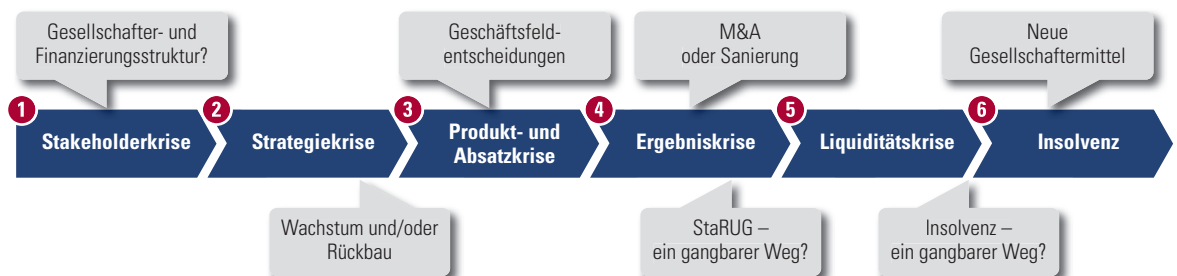 Gesellschafter- und
Finanzierungsstruktur?
Geschäftsfeld-
entscheidungen
M&A
oder Sanierung
Neue
Gesellschaftermittel
1
Stakeholderkrise
2
Strategiekrise
3
Produkt- und
Absatzkrise
4
Ergebniskrise
5
Liquiditätskrise
6
Insolvenz
Wachstum und/oder
Rückbau
StaRUG –
ein gangbarer Weg?
Insolvenz –
ein gangbarer Weg?